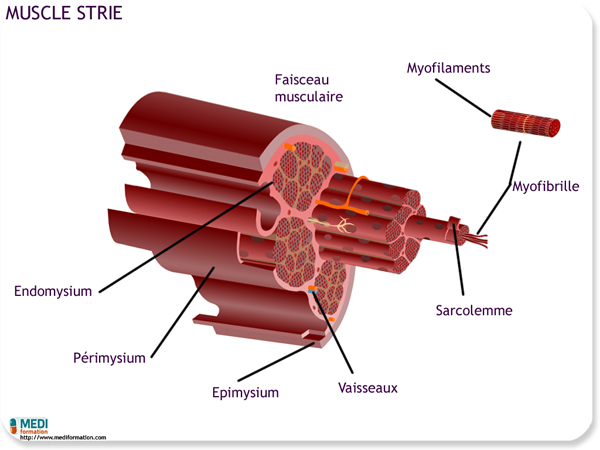 MUSCLE STRIE
Myofilaments
Faisceau
musculaire
Myofibrille
Endomysium
Sarcolemme
Périmysium
Epimysium
Vaisseaux
MEDI
formation
http://www.mediformation.com